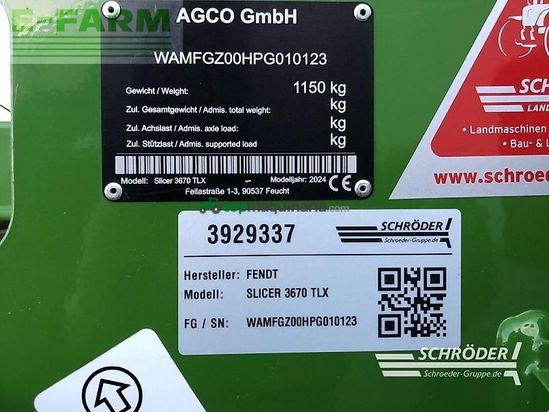 FARM
AGCO GmbH
WAMFGZ00HPG010123
Gewicht / Weight: 1150 kg
Zul. Gesamtgewicht / Admis. total weight: kg
Zul. Achslast / Admis. axle load: kg
Zul. Stützlast / Admis. supported load kg
Modell: Slicer 3670 TLX Modelljahr: 2024 CE
Fellastraße 1-3, 90537 Feucht
topmaquinaria.com
SCHRÖ
LAND
• Landmaschinen
• Bau- & 
www.schroed
3929337
SCHRÖDER
Schroeder-Gruppe.de
Hersteller: FENDT
Modell: SLICER 3670 TLX
FG / SN: WAMFGZ00HPG010123
SCHRÖDER
Schroeder-Gruppe.de